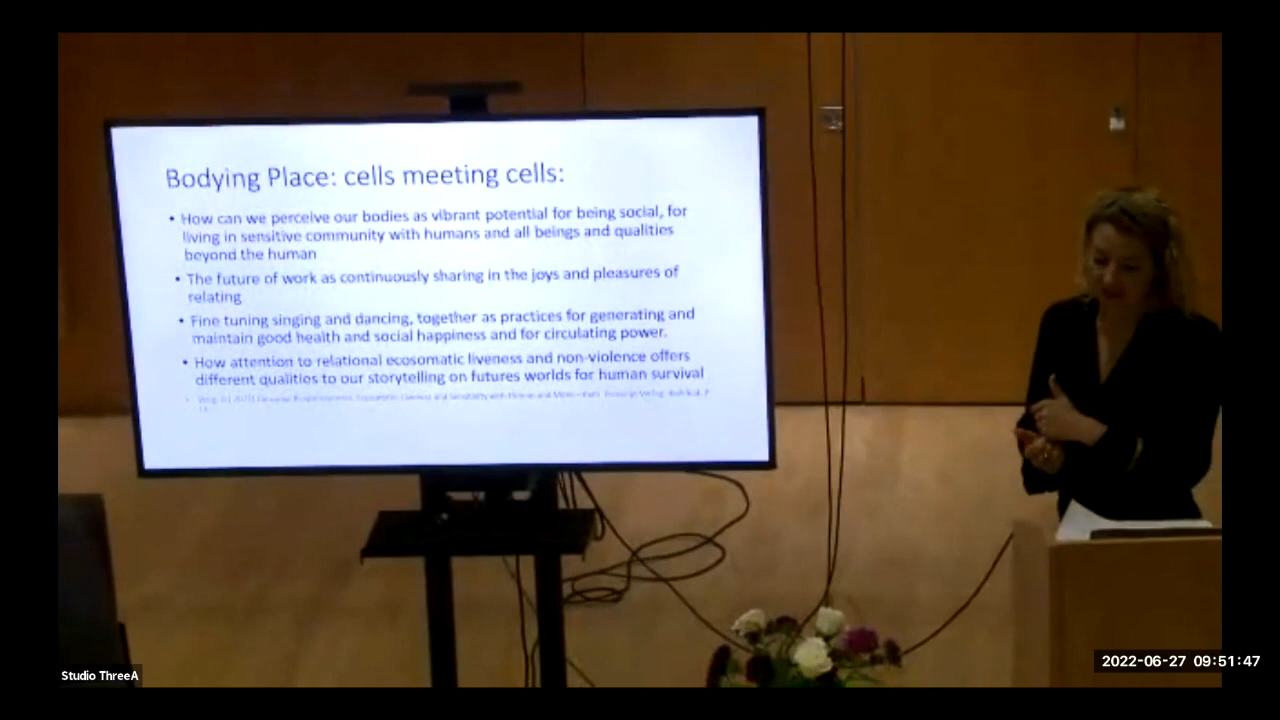 Bodying Place: cells meeting cells:
• How can we perceive our bodies as vibrant potential for being social, for
living in sensitive community with humans and all beings and qualities
beyond the human
• The future of work as continuously sharing in the joys and pleasures of
relating
• Fine tuning singing and dancing, together as practices for generating and
maintain good health and social happiness and for circulating power.
• How attention to relational ecosomatic liveness and non-violence offers
different qualities to our storytelling on futures worlds for human survival
Studio ThreeA
2022-06-27 09:51:47